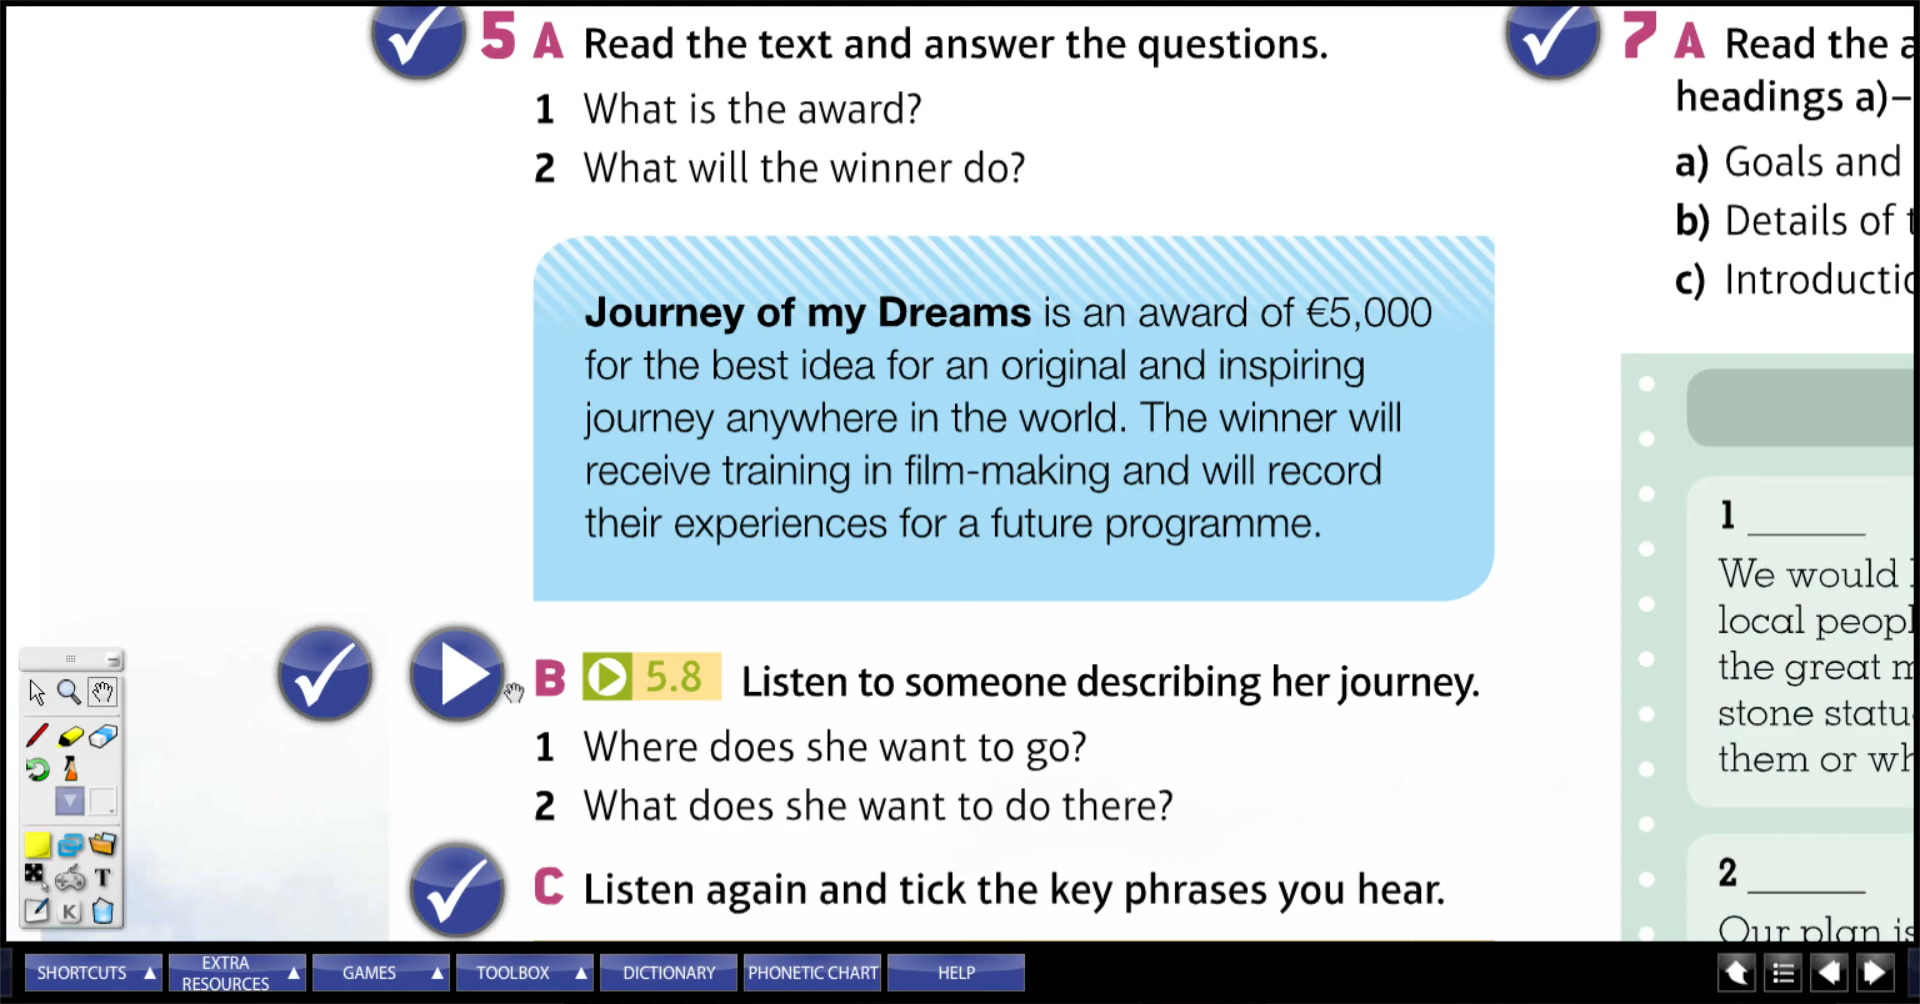 5 A Read the text and answer the questions.
1 What is the award?
2 What will the winner do?
Journey of my Dreams is an award of €5,000
for the best idea for an original and inspiring
journey anywhere in the world. The winner will
receive training in film-making and will record
their experiences for a future programme.
B 5.8 Listen to someone describing her journey.
1 Where does she want to go?
2 What does she want to do there?
C Listen again and tick the key phrases you hear.
7 A Read the
headings a)–
a) Goals and
b) Details of
c)
1
We would
local
the great
stone
them or
2
Our plan is
T
K
SHORTCUTS
EXTRA
RESOURCES
GAMES
TOOLBOX
DICTIONARY
PHONETIC CHART
HELP